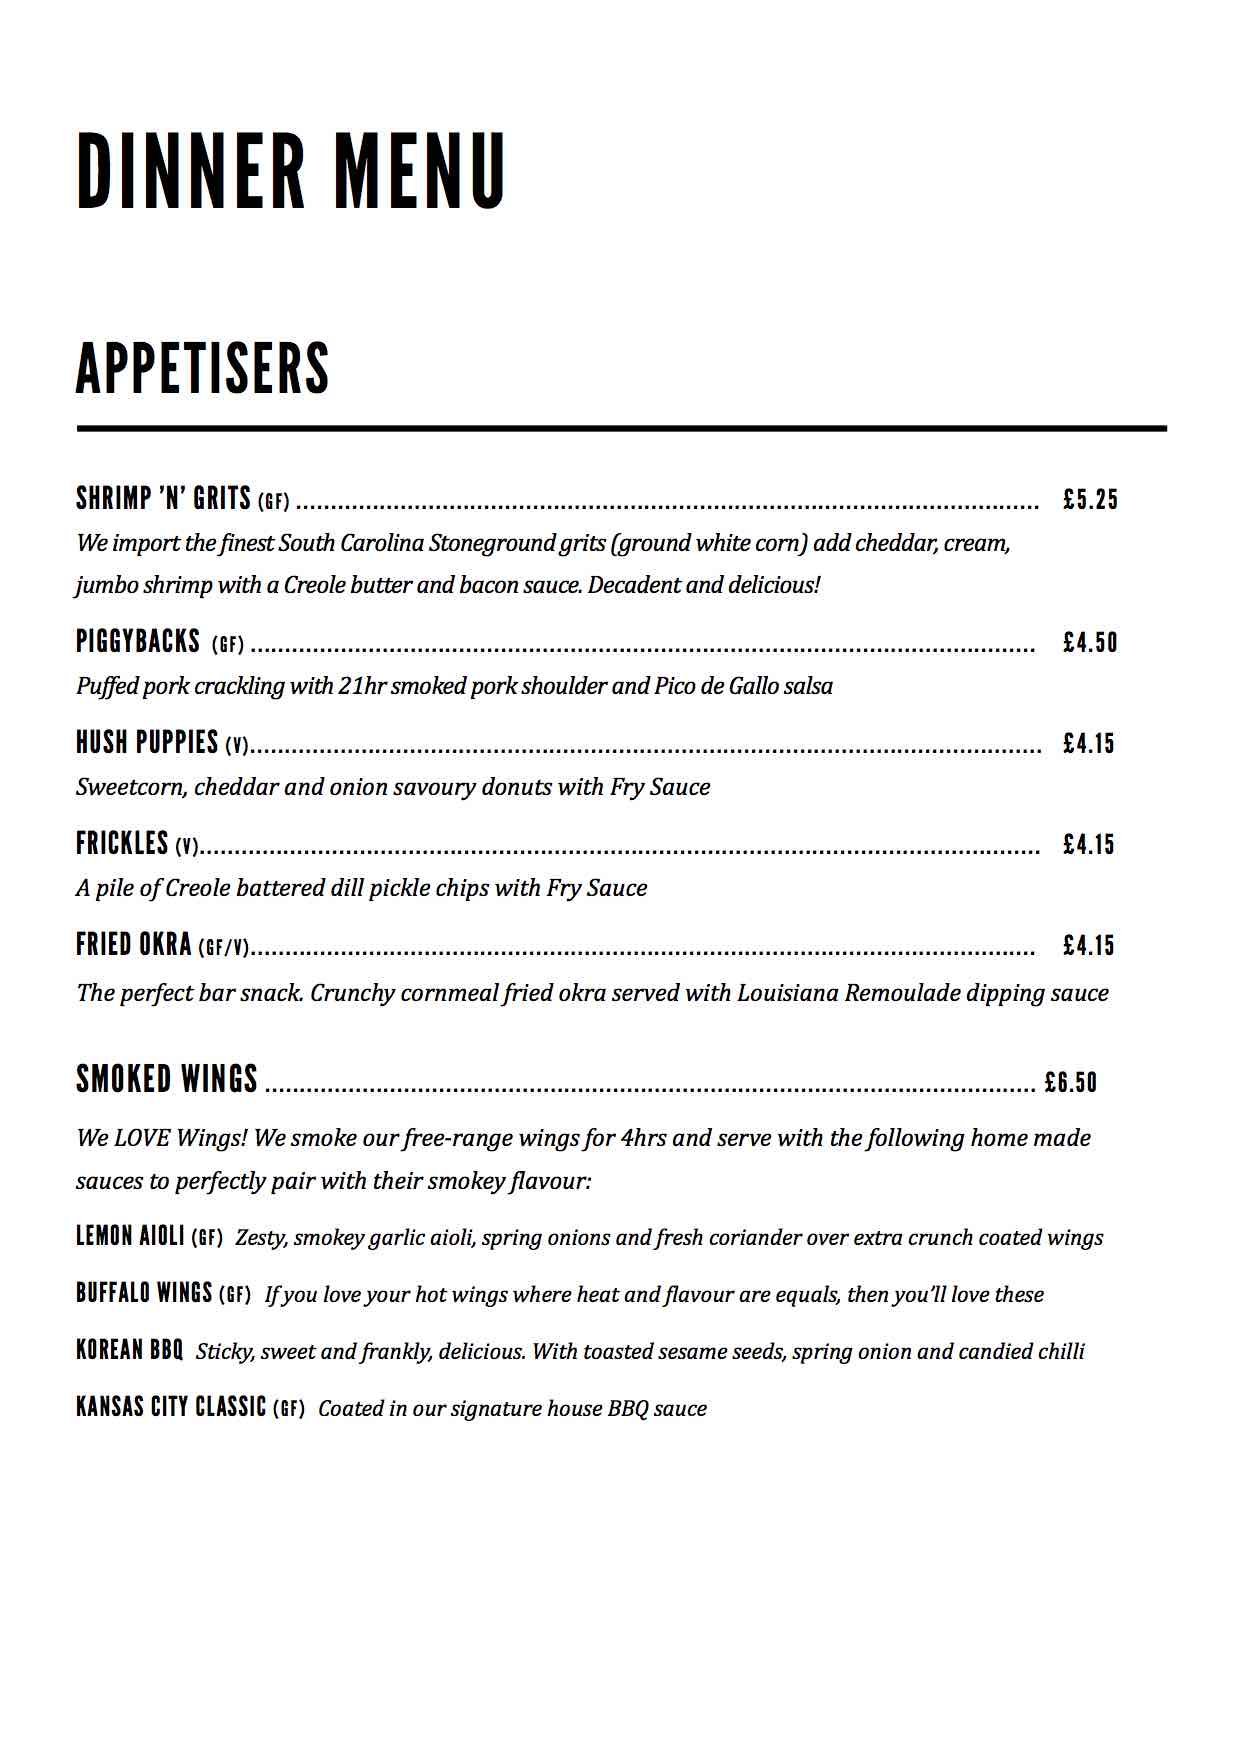 DINNER MENU
APPETISERS
SHRIMP ’N’ GRITS (GF) ........................................................................................................... £5.25
We import the finest South Carolina Stoneground grits (ground white corn) add cheddar, cream,
jumbo shrimp with a Creole butter and bacon sauce. Decadent and delicious!
PIGGYBACKS (GF) ................................................................................................................. £4.50
Puffed pork crackling with 21hr smoked pork shoulder and Pico de Gallo salsa
HUSH PUPPIES (V).................................................................................................................. £4.15
Sweetcorn, cheddar and onion savoury donuts with Fry Sauce
FRICKLES (V)......................................................................................................................... £4.15
A pile of Creole battered dill pickle chips with Fry Sauce
FRIED OKRA (GF/V)................................................................................................................. £4.15
The perfect bar snack. Crunchy cornmeal fried okra served with Louisiana Remoulade dipping sauce
SMOKED WINGS ............................................................................................................... £6.50
We LOVE Wings! We smoke our free-range wings for 4hrs and serve with the following home made
sauces to perfectly pair with their smokey flavour:
LEMON AIOLI (GF) Zesty, smokey garlic aioli, spring onions and fresh coriander over extra crunch coated wings
BUFFALO WINGS (GF) If you love your hot wings where heat and flavour are equals, then you’ll love these
KOREAN BBQ Sticky, sweet and frankly, delicious. With toasted sesame seeds, spring onion and candied chilli
KANSAS CITY CLASSIC (GF) Coated in our signature house BBQ sauce